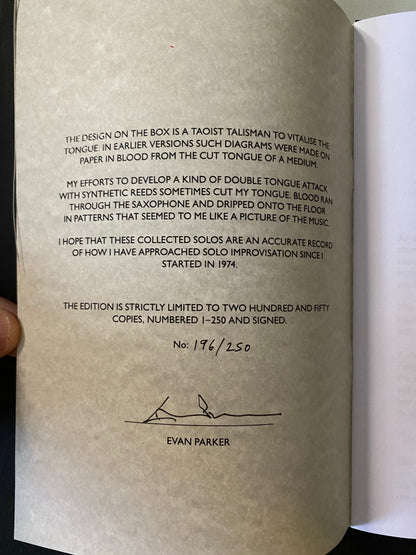 THE DESIGN ON THE BOX IS A TAOIST TALISMAN TO VITALISE THE
TONGUE. IN EARLIER VERSIONS SUCH DIAGRAMS WERE MADE ON
PAPER IN BLOOD FROM THE CUT TONGUE OF A MEDIUM.
MY EFFORTS TO DEVELOP A KIND OF DOUBLE TONGUE ATTACK
WITH SYNTHETIC REEDS SOMETIMES CUT MY TONGUE. BLOOD RAN
THROUGH THE SAXOPHONE AND DRIPPED ONTO THE FLOOR
IN PATTERNS THAT SEEMED TO ME LIKE A PICTURE OF THE MUSIC.
I HOPE THAT THESE COLLECTED SOLOS ARE AN ACCURATE RECORD
OF HOW I HAVE APPROACHED SOLO IMPROVISATION SINCE I
STARTED IN 1974.
THE EDITION IS STRICTLY LIMITED TO TWO HUNDRED AND FIFTY
COPIES, NUMBERED 1–250 AND SIGNED.
No: 196/250
EVAN PARKER